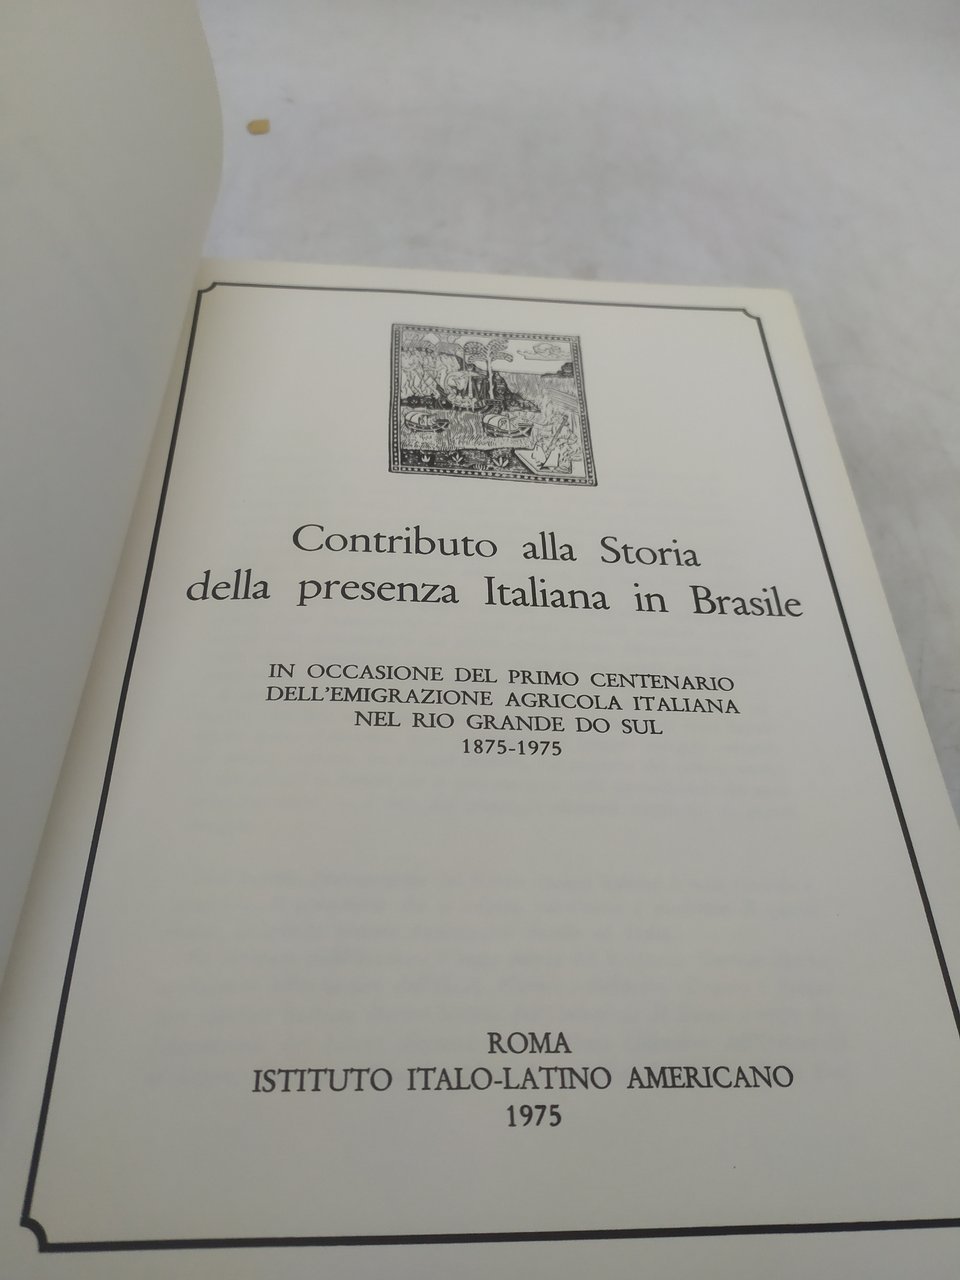 Contributo alla Storia
della presenza Italiana in Brasile
IN OCCASIONE DEL PRIMO CENTENARIO
DELL'EMIGRAZIONE AGRICOLA ITALIANA
NEL RIO GRANDE DO SUL
1875-1975
ROMA
ISTITUTO ITALO-LATINO AMERICANO
1975